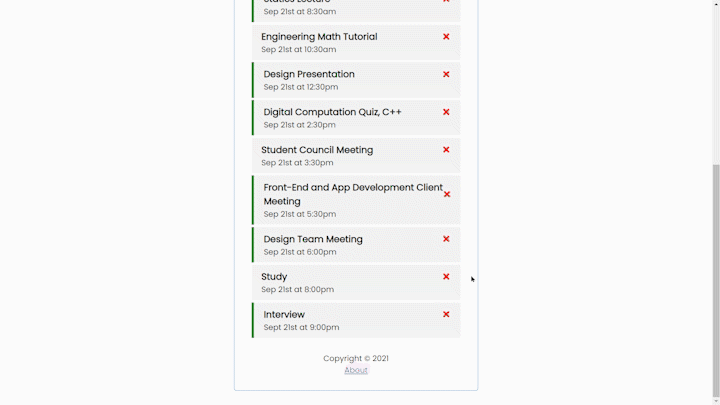 Statics Lecture
Sep 21st at 8:30am
Engineering Math Tutorial
Sep 21st at 10:30am
Design Presentation
Sep 21st at 12:30pm
Digital Computation Quiz, C++
Sep 21st at 2:30pm
Student Council Meeting
Sep 21st at 3:30pm
Front-End and App Development Client
Meeting
Sep 21st at 5:30pm
Design Team Meeting
Sep 21st at 6:00pm
Study
Sep 21st at 8:00pm
Interview
Sept 21st at 9:00pm
Copyright © 2021
About